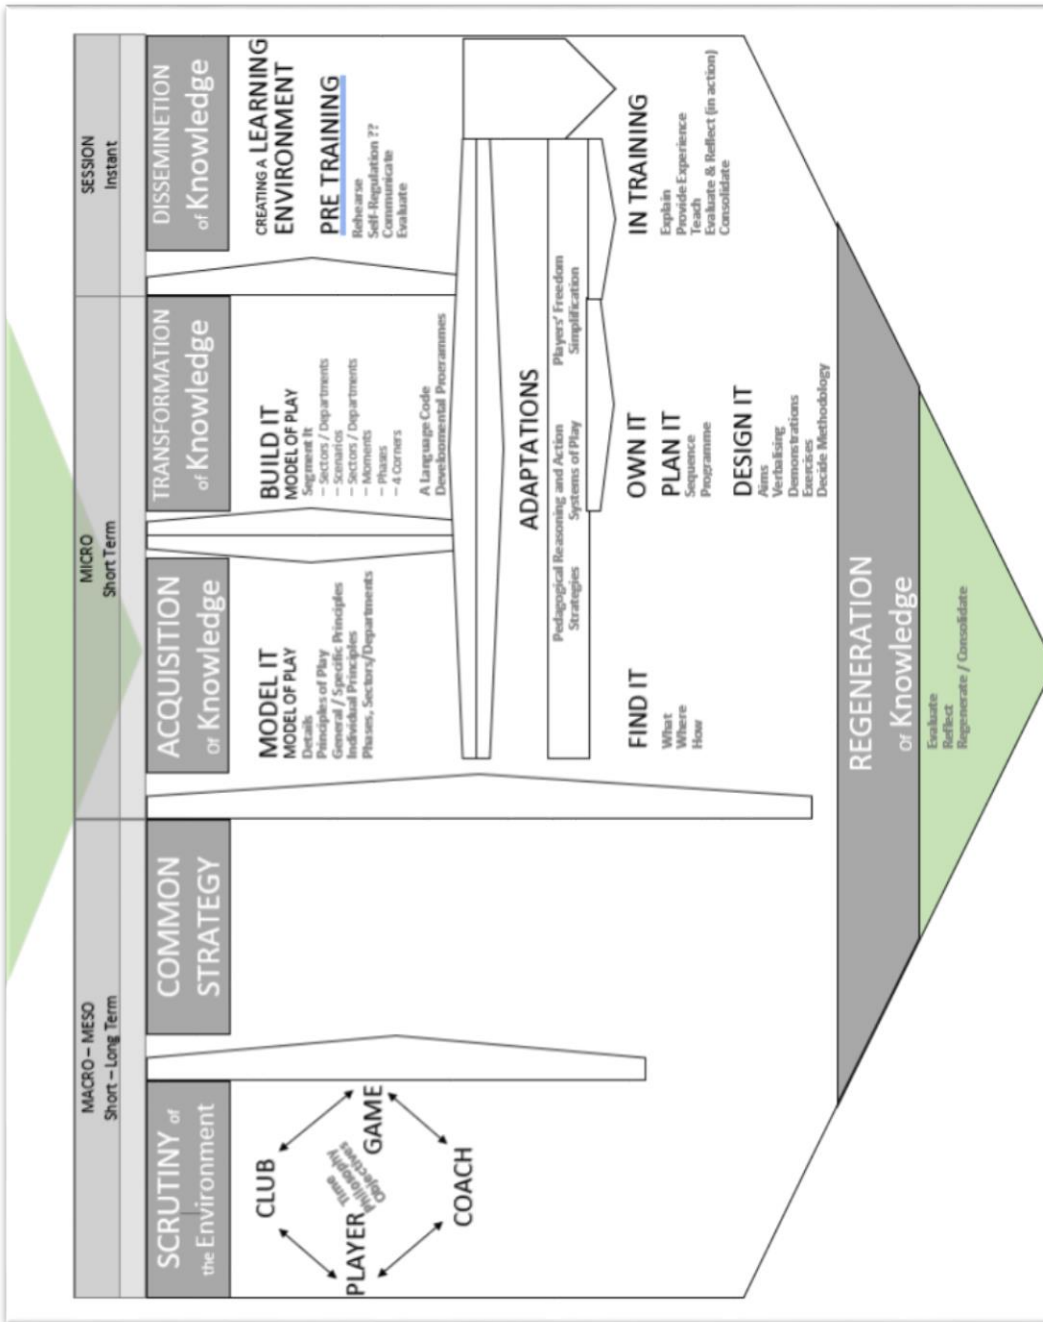 MACRO – MESO
Short – Long Term
MICRO
Short Term
SESSION
Instant
SCRUTINY of
the Environment
COMMON
STRATEGY
ACQUISITION
of Knowledge
TRANSFORMATION
of Knowledge
DISSEMINETION
of Knowledge
CLUB
PLAYER
Time
Philosophy
Objectives
GAME
COACH
MODEL IT
MODEL OF PLAY
Details
Principles of Play
General / Specific Principles
Individual Principles
Phases, Sectors/Departments
BUILD IT
MODEL OF PLAY
Segment It
– Sectors / Departments
– Scenarios
– Sectors / Departments
– Moments
– Phases
– 4 Corners
A Language Code
Developmental Programmes
CREATING A LEARNING
ENVIRONMENT
PRE TRAINING
Rehearse
Self-Regulation ??
Communicate
Evaluate
ADAPTATIONS
Pedagogical Reasoning and Action
Players' Freedom
Strategies
Systems of Play
Simplification
FIND IT
What
Where
How
OWN IT
PLAN IT
Sequence
Programme
DESIGN IT
Aims
Verbalising
Demonstrations
Exercises
Decide Methodology
IN TRAINING
Explain
Provide Experience
Teach
Evaluate & Reflect (in action)
Consolidate
REGENERATION
of Knowledge
Evaluate
Reflect
Regenerate / Consolidate